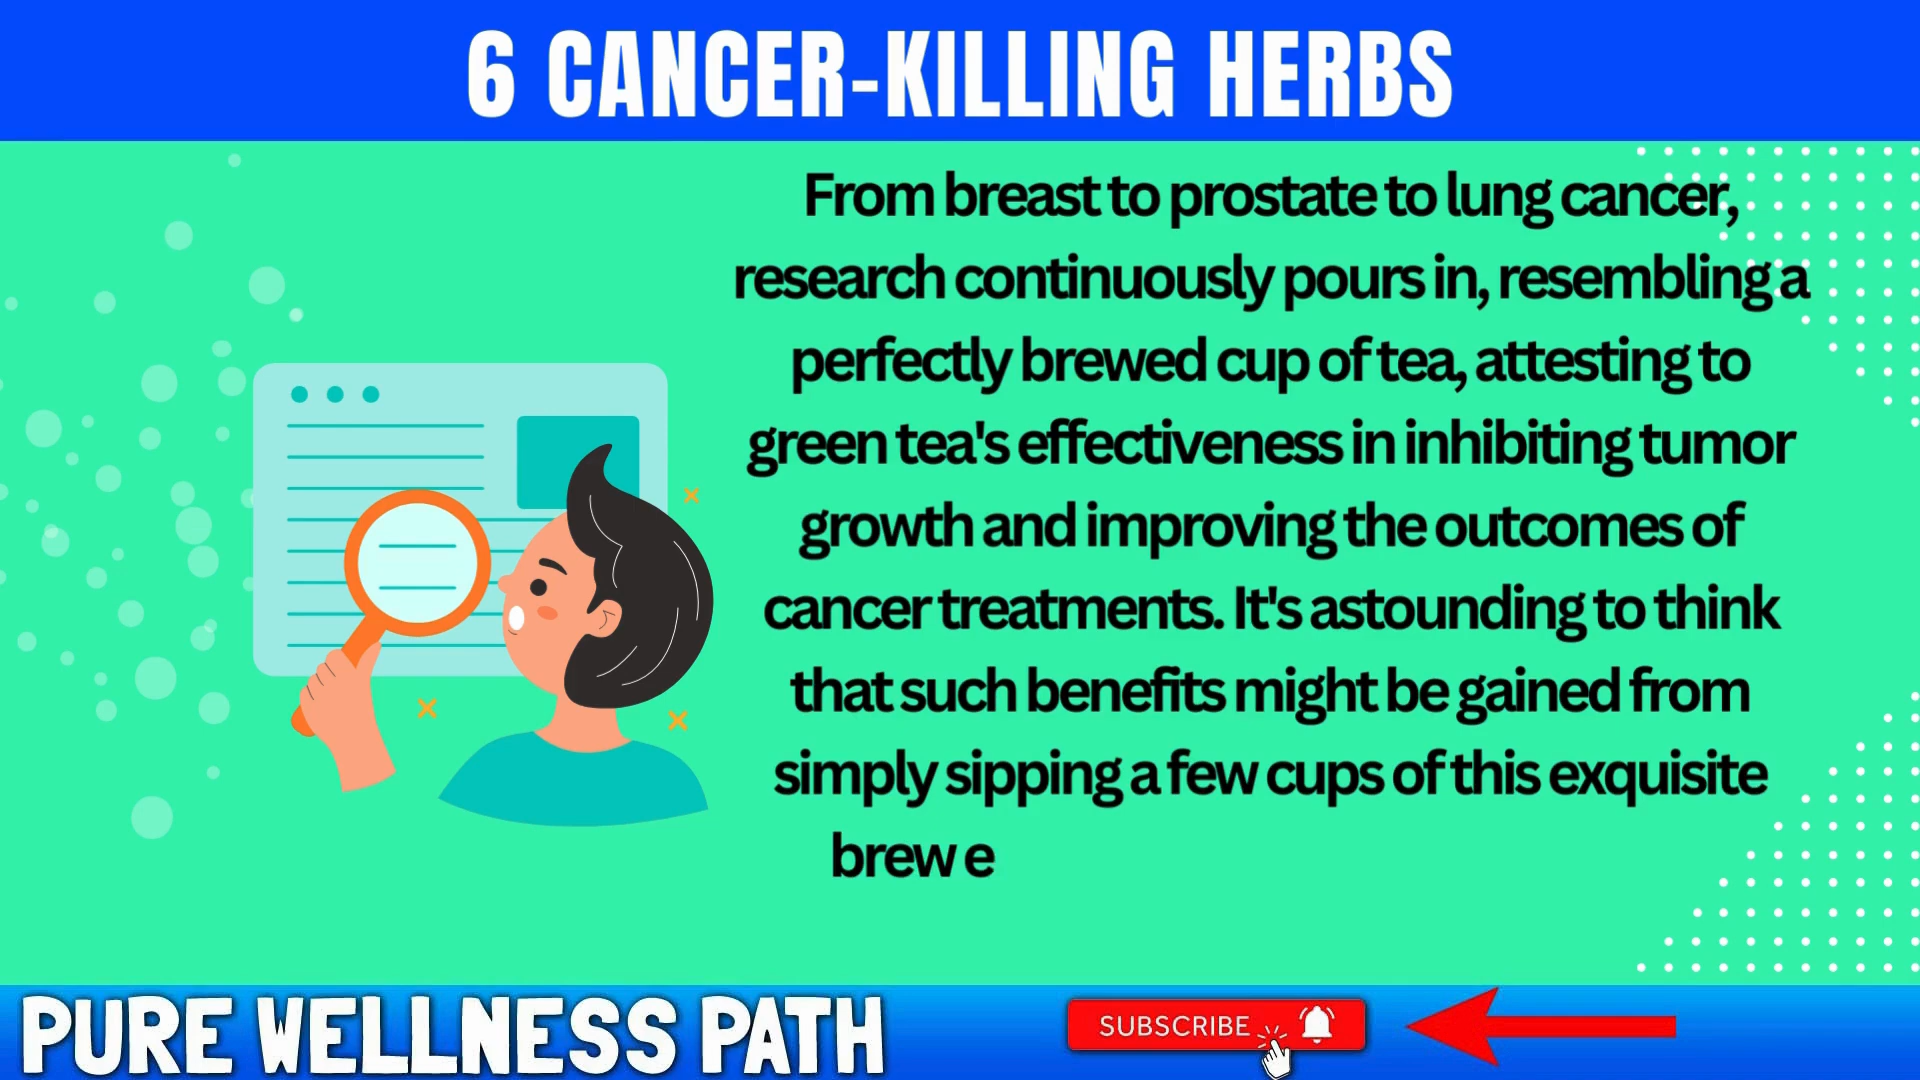 6 CANCER-KILLING HERBS
From breast to prostate to lung cancer,
research continuously pours in, resembling a
perfectly brewed cup of tea, attesting to
green tea's effectiveness in inhibiting tumor
growth and improving the outcomes of
cancer treatments. It's astounding to think
that such benefits might be gained from
simply sipping a few cups of this exquisite
brew e
PURE WELLNESS PATH
SUBSCRIBE